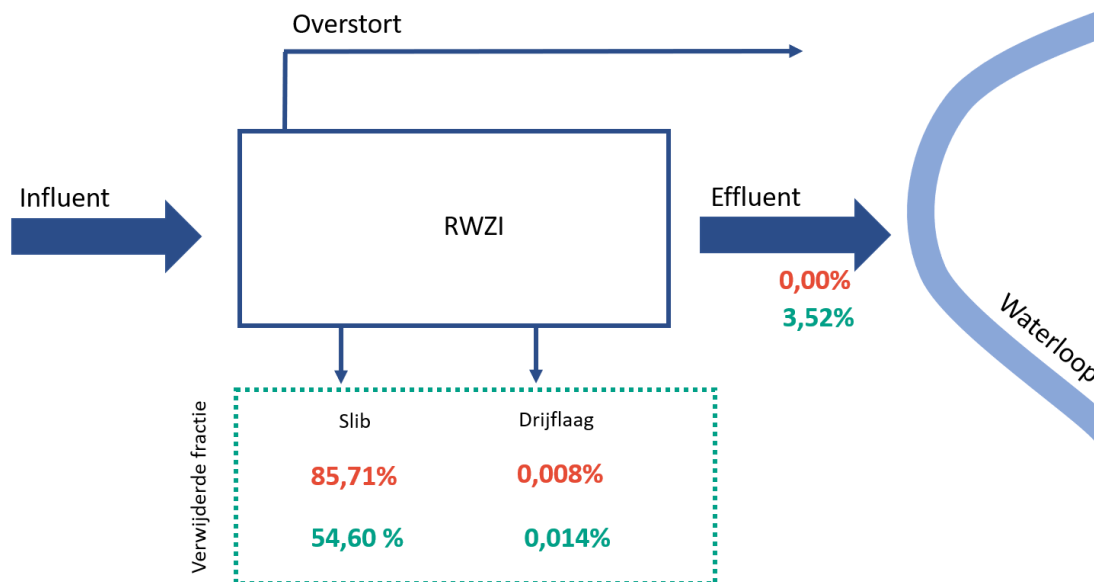 Overstort
Influent
RWZI
Effluent
0,00%
3,52%
Waterloop
Verwijderde fractie
Slib
Drijflaag
85,71%
0,008%
54,60 %
0,014%